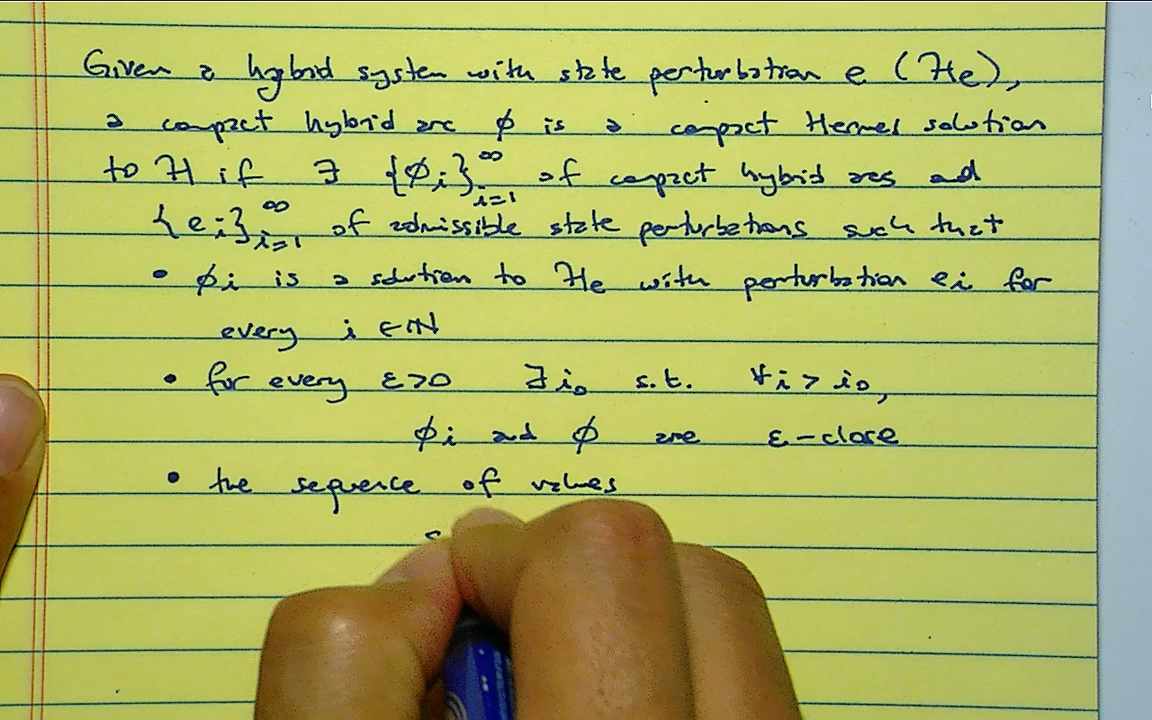 Given a hybrid system with state perturbation e (ℋe),
a compact hybrid arc ϕ is a compact Hermes solution
to ℋ if ∃ {ϕi}∞i=1 of compact hybrid arcs and
{ei}∞i=1 of admissible state perturbations such that
• ϕi is a solution to ℋe with perturbation ei for
every i ∈ ℕ
• for every ε>0 ∃ i0 s.t. ∀i > i0,
ϕi and ϕ are ε-close
• the sequence of values